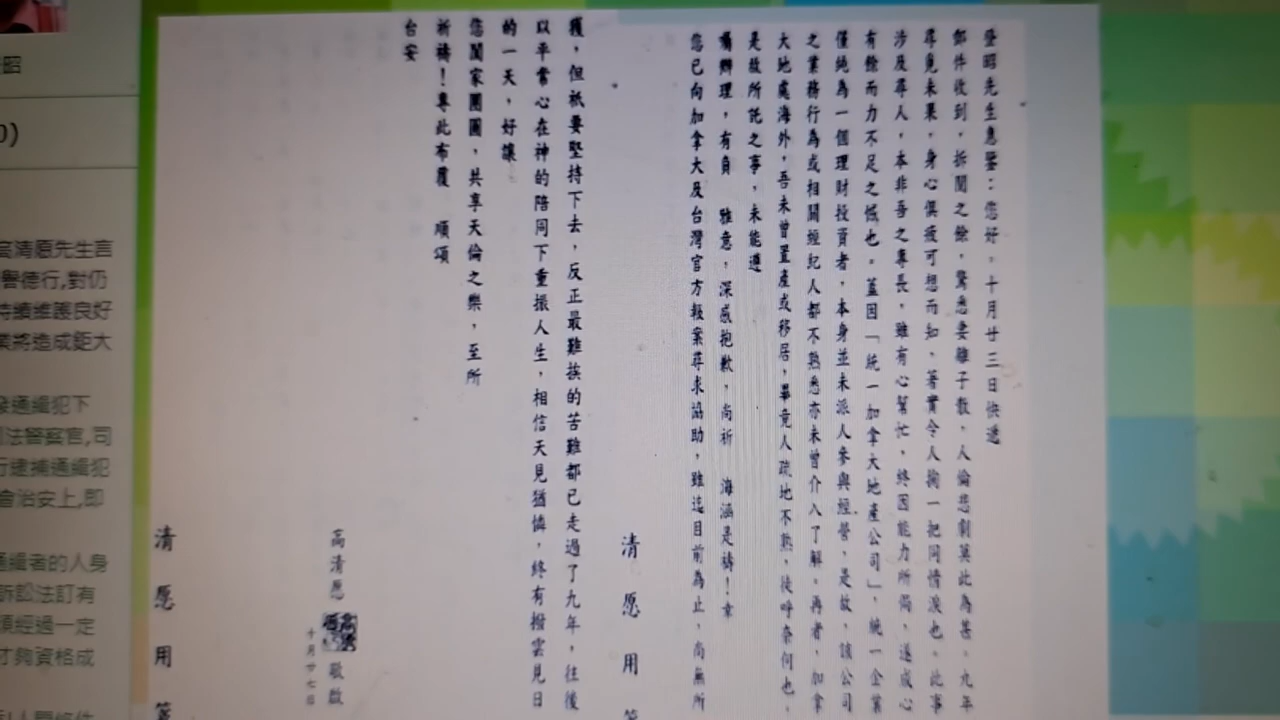 登昭先生惠鑒：您好。十月廿三日快遞
郵件收到，拆閱之餘，驚悉妻離子散，人倫悲劇莫此為甚。九年
尋覓未果，身心俱疲可想而知，著實令人掬一把同情淚也。此事
涉及尋人，本非吾之專長，雖有心幫忙，終因能力所侷，遂成心
有餘而力不足之憾也。蓋因「統一加拿大地產公司」，統一企業
僅純為一個理財投資者，本身並未派人參與經營，是故，該公司
之業務行為或相關經紀人都不熟悉亦未曾介入了解。再者，加拿
大地處海外，吾未曾置產或移居，畢竟人疏地不熟，徒呼奈何也，
是故所託之事，未能遵
囑辦理，有負　雅意，深感抱歉，尚祈　海涵是禱！幸
您已向加拿大及台灣官方報案尋求協助，雖迄目前為止，尚無所
清愿用箋
獲，但祇要堅持下去，反正最難挨的苦難都已走過了九年，往後
以平常心在神的陪同下重振人生，相信天見猶憐，終有撥雲見日
的一天，好讓
您闔家團圓，共享天倫之樂，至所
祈禱！專此布覆　順頌
台安
高清愿　敬啟
十月廿七日
清愿用箋
昭
0)
高清愿先生言
譽德行,對仍
持續維護良好
業將造成鉅大
發通緝犯下
司法警察官,司
行逮捕通緝犯
會治安上,即
通緝者的人身
訴訟法訂有
須經過一定
才夠資格成